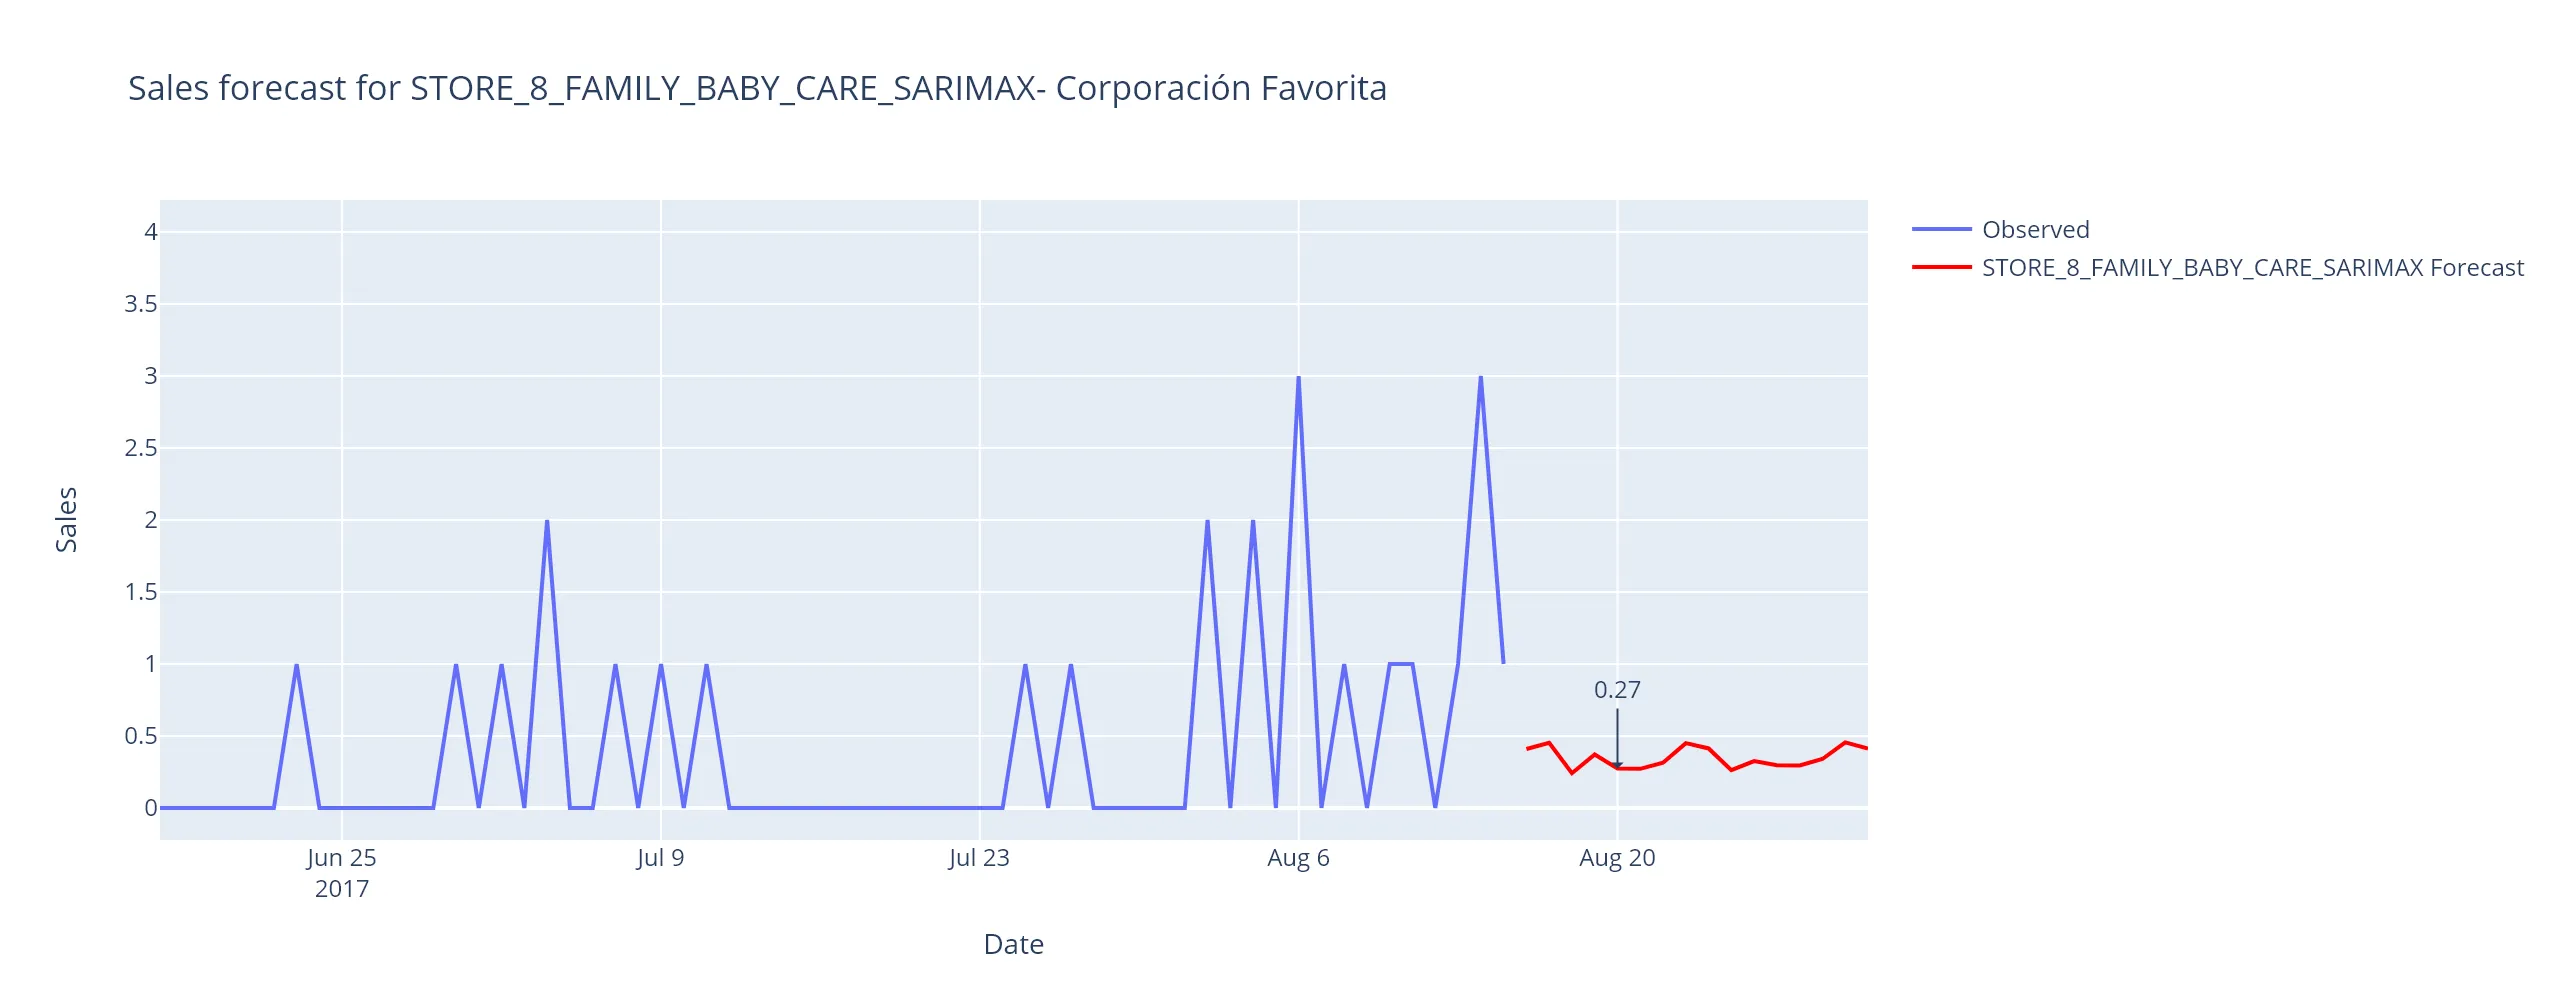 Sales forecast for STORE_8_FAMILY_BABY_CARE_SARIMAX- Corporación Favorita
Observed
STORE_8_FAMILY_BABY_CARE_SARIMAX Forecast
4
3.5
3
2.5
2
1.5
1
0.5
0
Sales
0.27
Jun 25
2017
Jul 9
Jul 23
Aug 6
Aug 20
Date